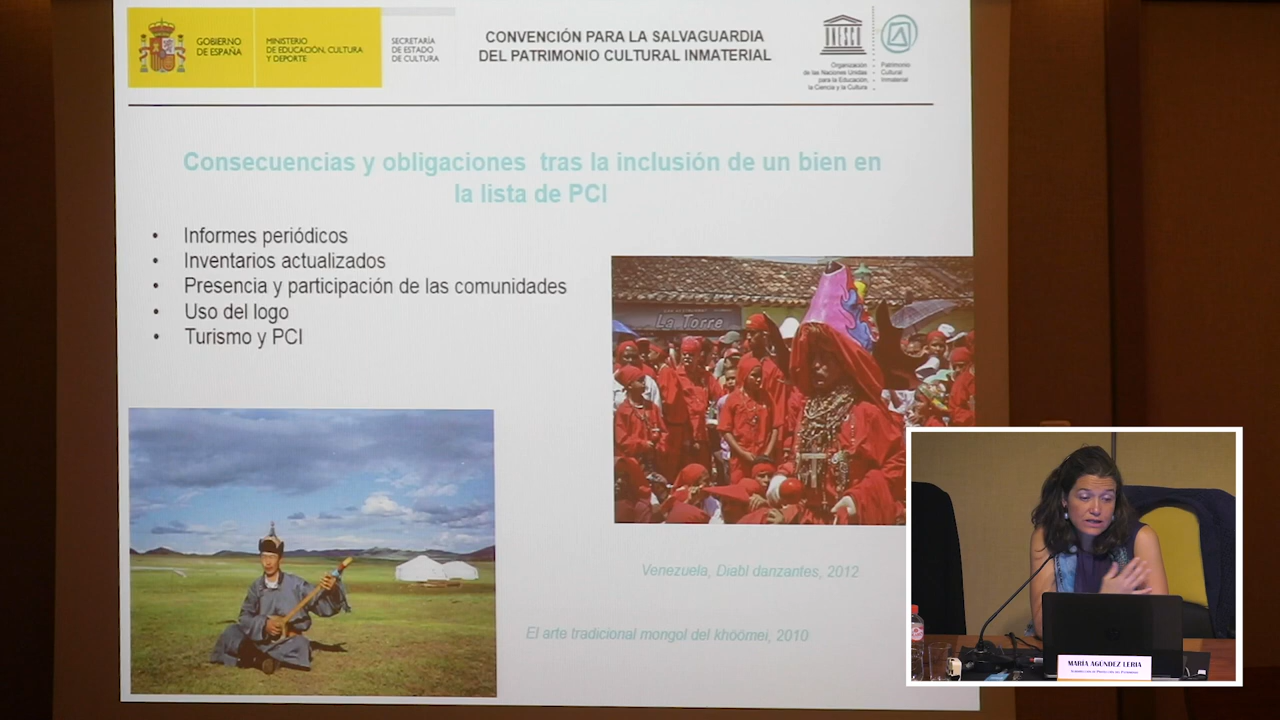 GOBIERNO
DE ESPAÑA
MINISTERIO
DE EDUCACIÓN, CULTURA
Y DEPORTE
SECRETARÍA
DE ESTADO
DE CULTURA
CONVENCIÓN PARA LA SALVAGUARDIA
DEL PATRIMONIO CULTURAL INMATERIAL
UNESCO
Organización
de las Naciones Unidas
para la Educación,
la Ciencia y la Cultura
Patrimonio
Cultural
Inmaterial
Consecuencias y obligaciones tras la inclusión de un bien en
la lista de PCI
• Informes periódicos
• Inventarios actualizados
• Presencia y participación de las comunidades
• Uso del logo
• Turismo y PCI
La Torre
Venezuela, Diabl danzantes, 2012
El arte tradicional mongol del khöömei, 2010
MARÍA AGÚNDEZ LERIA